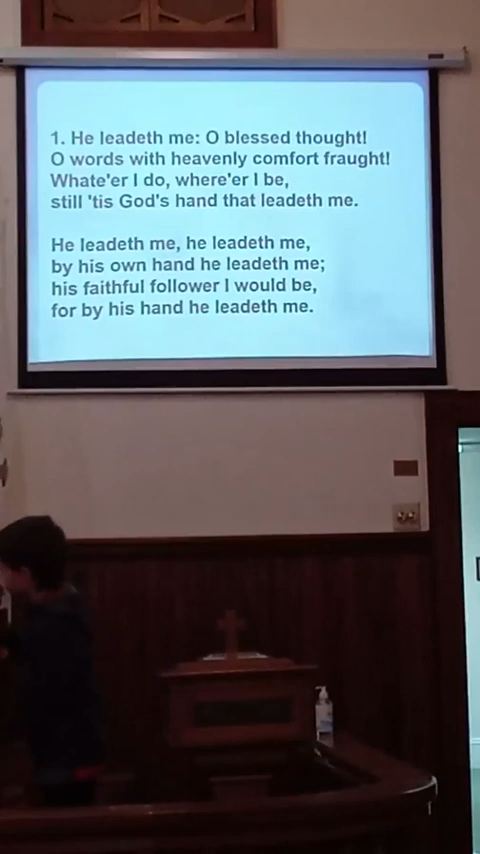 1. He leadeth me: O blessed thought!
O words with heavenly comfort fraught!
Whate'er I do, where'er I be,
still 'tis God's hand that leadeth me.
He leadeth me, he leadeth me,
by his own hand he leadeth me;
his faithful follower I would be,
for by his hand he leadeth me.